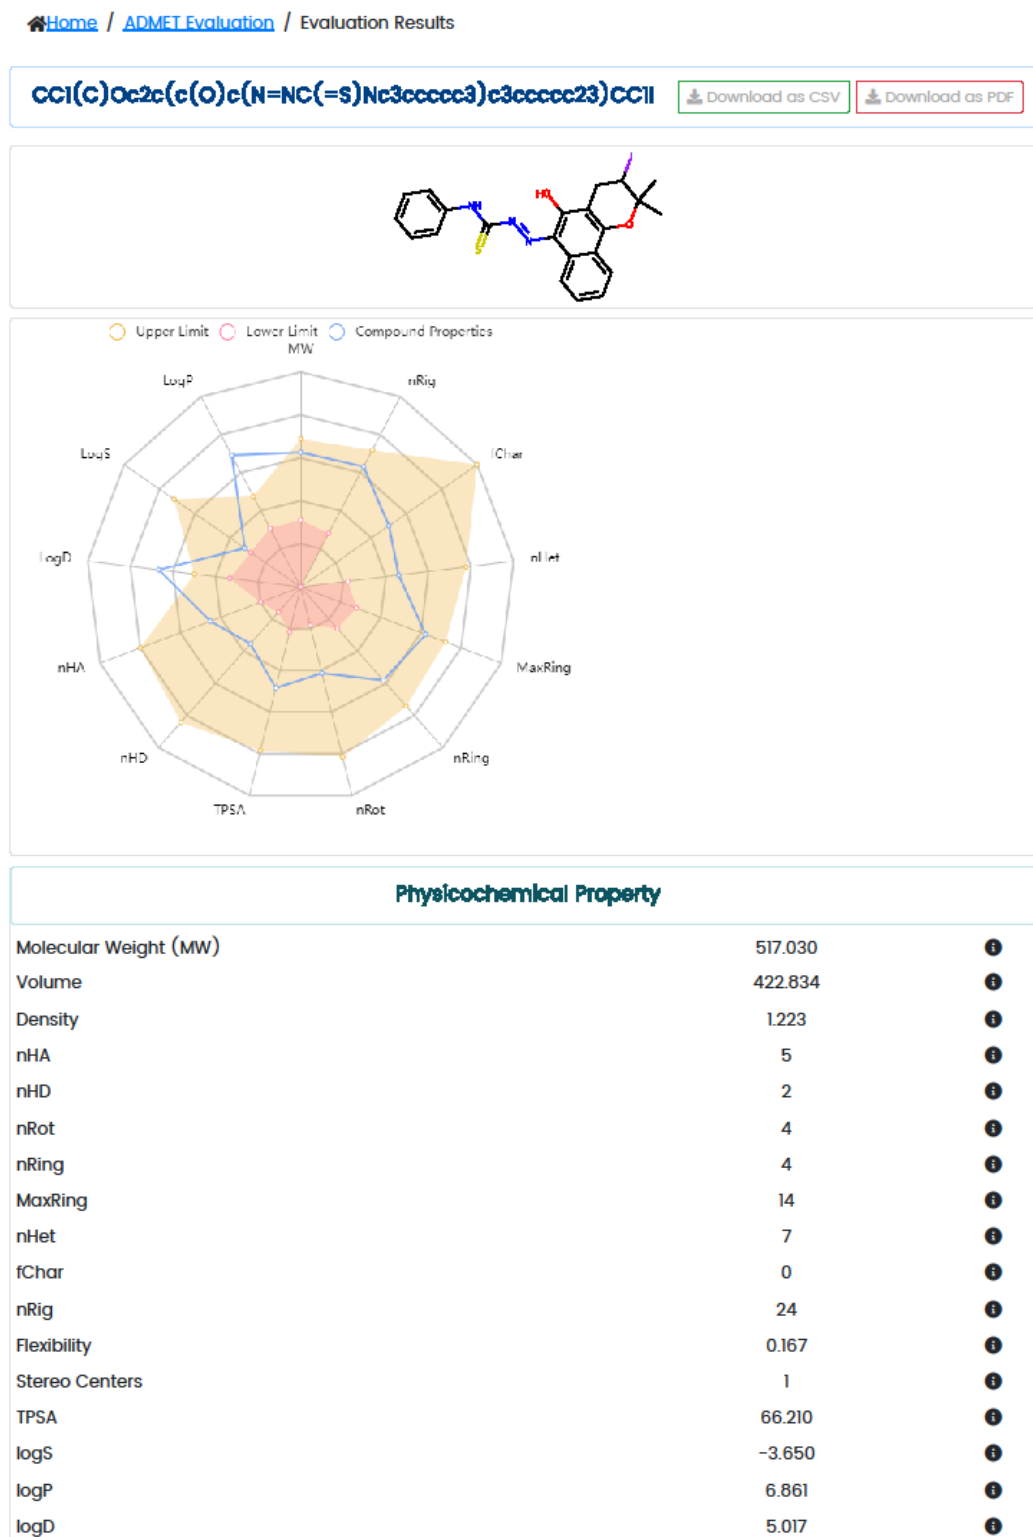 Home / ADMET Evaluation / Evaluation Results
CC1(C)Oc2c(c(O)c(N=NC(=S)Nc3ccccc3)c3ccccc23)CC1I
Download as CSV
Download as PDF
HO
NH
N
N
S
O
I
Upper Limit Lower Limit Compound Properties
MW
LogP
nRig
LogS
fChar
LogD
nHet
nHA
MaxRing
nHD
nRing
TPSA
nRot
Physicochemical Property
Molecular Weight (MW) 517.030
Volume 422.834
Density 1.223
nHA 5
nHD 2
nRot 4
nRing 4
MaxRing 14
nHet 7
fChar 0
nRig 24
Flexibility 0.167
Stereo Centers 1
TPSA 66.210
logS -3.650
logP 6.861
logD 5.017